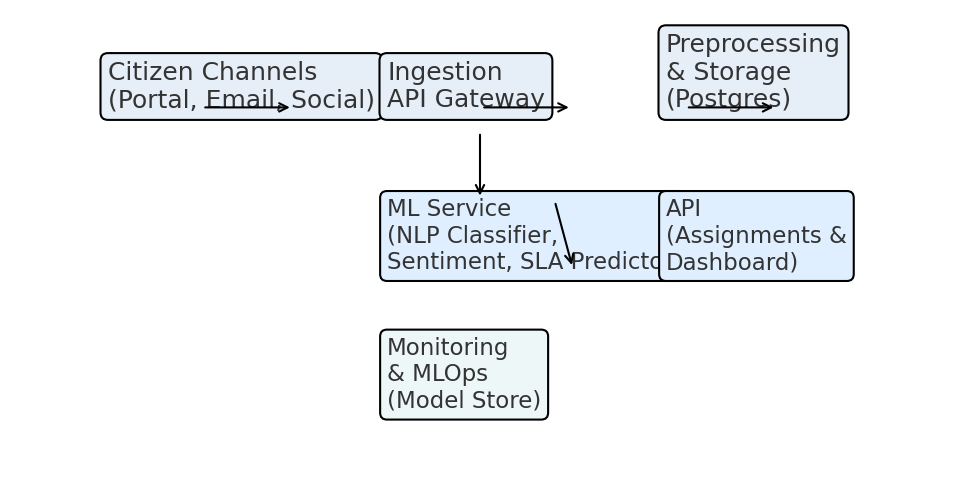 Citizen Channels
(Portal, Email, Social)
Ingestion
API Gateway
Preprocessing
& Storage
(Postgres)
ML Service
(NLP Classifier,
Sentiment, SLA Predicto
API
(Assignments &
Dashboard)
Monitoring
& MLOps
(Model Store)